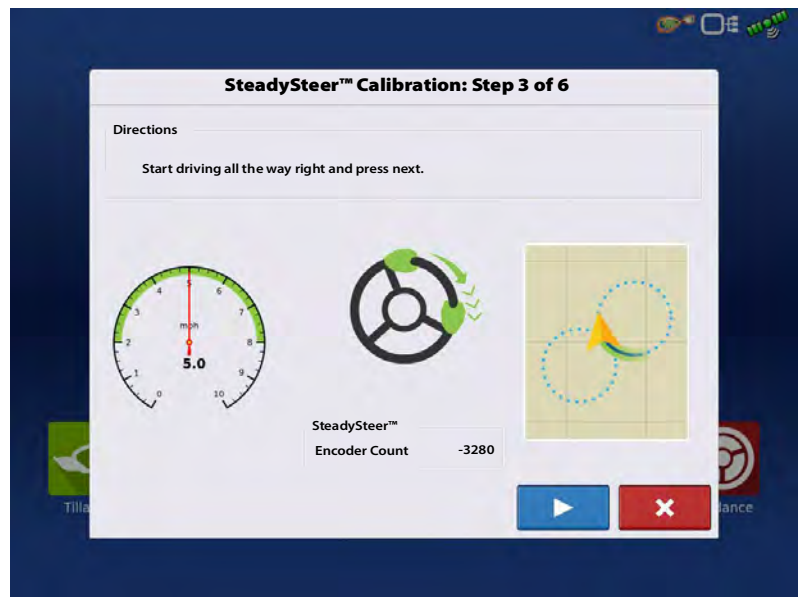 SteadySteer™ Calibration: Step 3 of 6
Directions
Start driving all the way right and press next.
4 5 6
3 7
mph
2 8
5.0
1 9
0 10
SteadySteer™
Encoder Count -3280
Tilla
dance